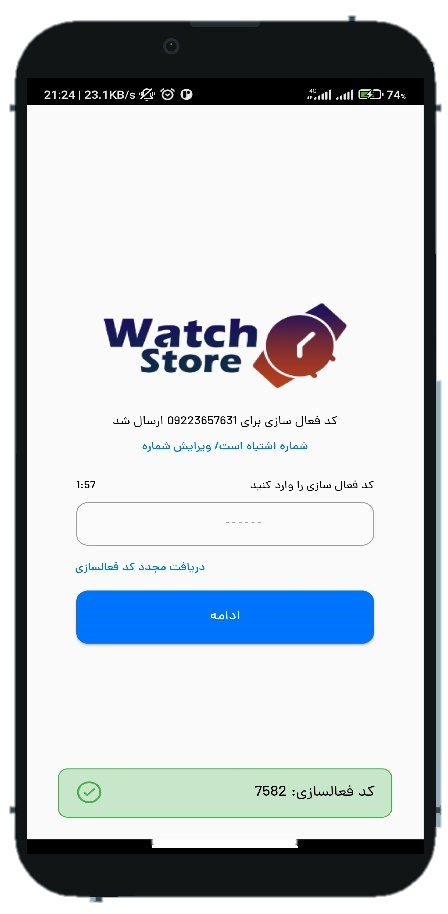 21:24 | 23.1KB/s 4G 74%
Watch
Store
کد فعال سازی برای 09223657631 ارسال شد
شماره اشتباه است/ ویرایش شماره
کد فعال سازی را وارد کنید 1:57
------
دریافت مجدد کد فعالسازی
ادامه
کد فعالسازی: 7582